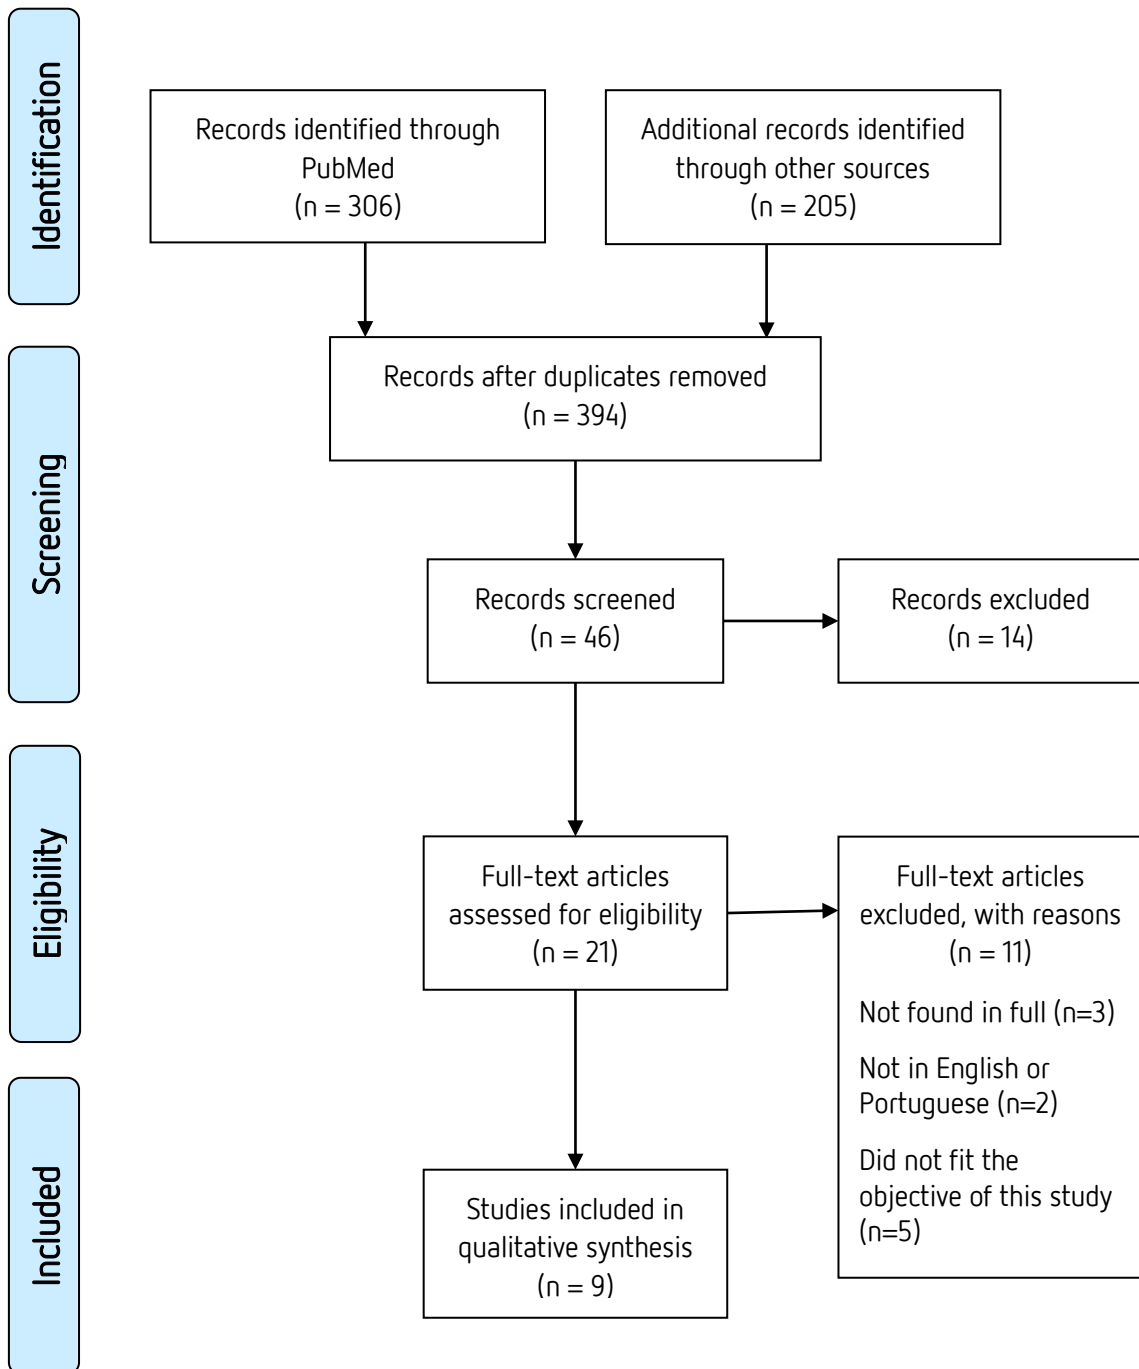 Identification
Records identified through
PubMed
(n = 306)
Additional records identified
through other sources
(n = 205)
Screening
Records after duplicates removed
(n = 394)
Records screened
(n = 46)
Records excluded
(n = 14)
Eligibility
Full-text articles
assessed for eligibility
(n = 21)
Full-text articles
excluded, with reasons
(n = 11)
Not found in full (n=3)
Not in English or
Portuguese (n=2)
Did not fit the
objective of this study
(n=5)
Included
Studies included in
qualitative synthesis
(n = 9)